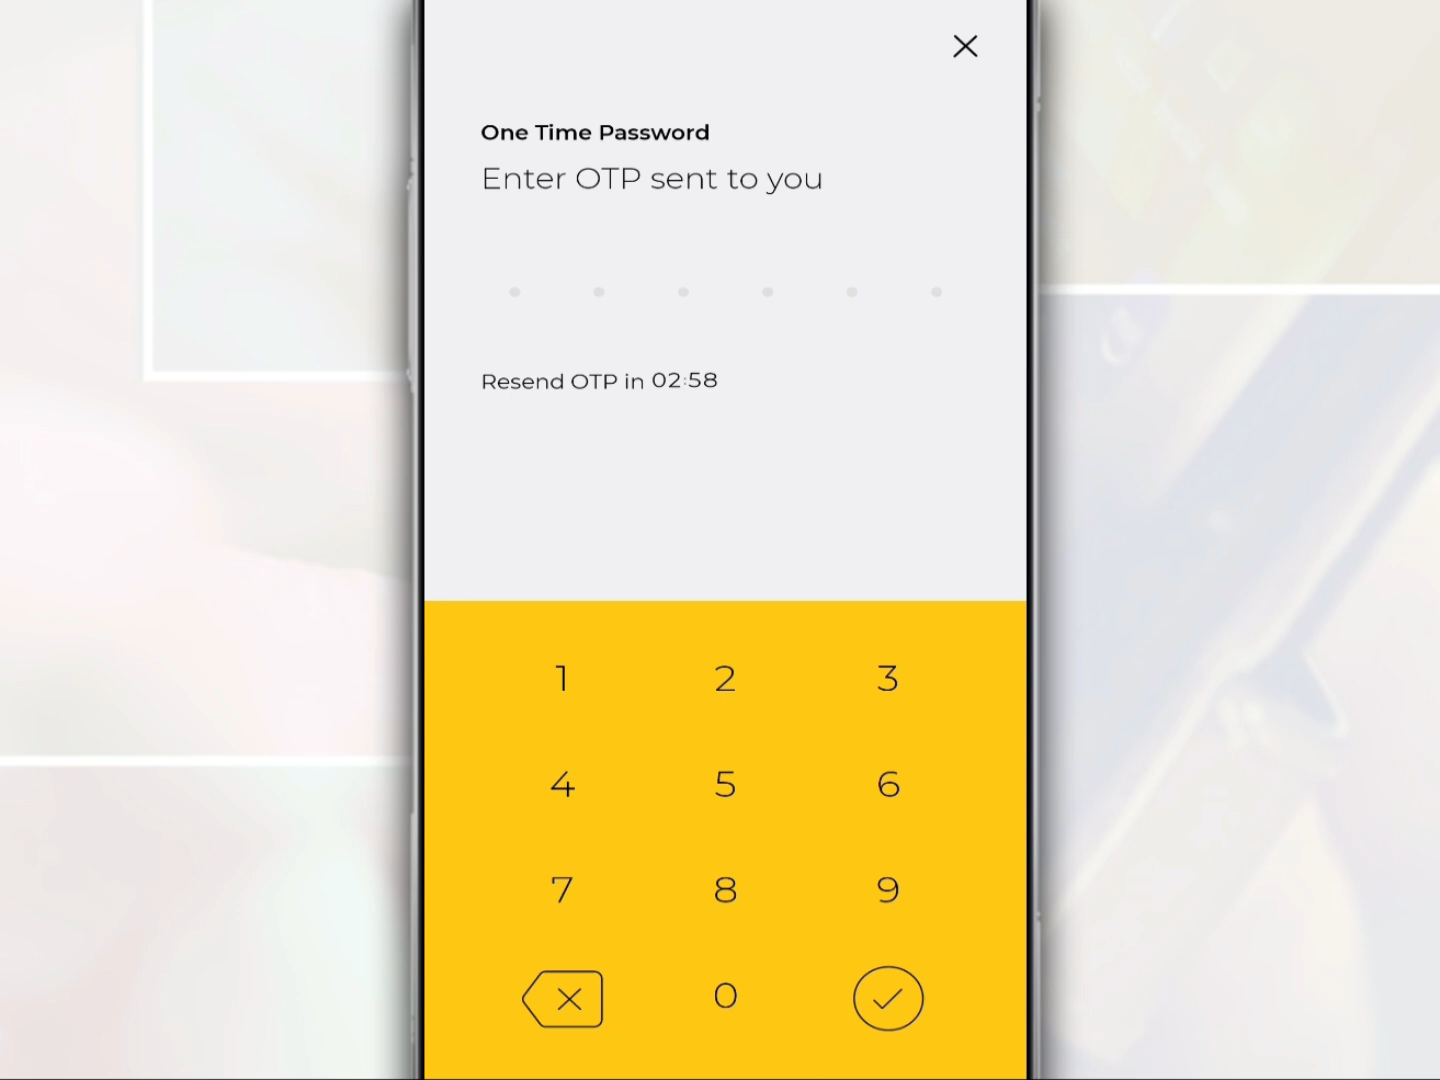 One Time Password
Enter OTP sent to you
Resend OTP in 02:58
1 2 3
4 5 6
7 8 9
0